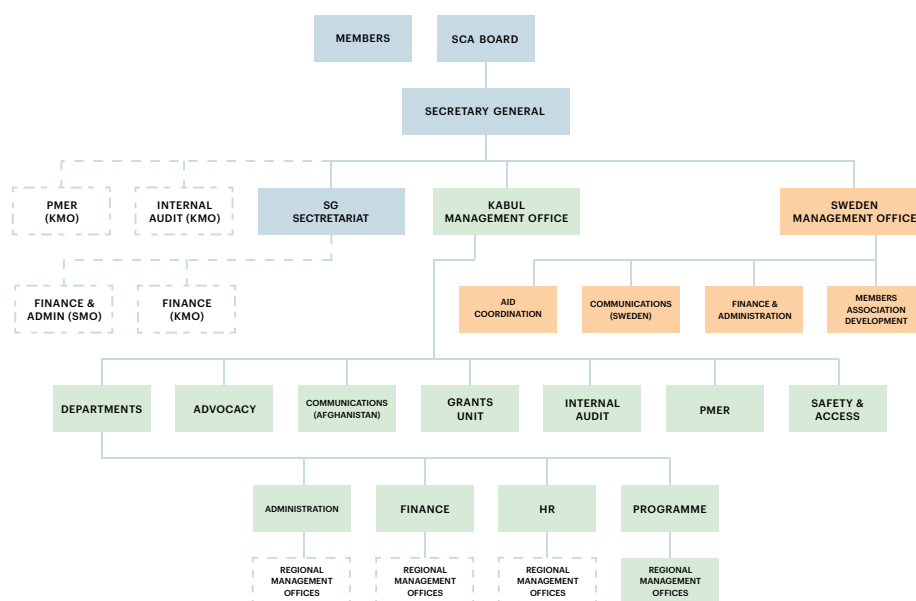 MEMBERS
SCA BOARD
SECRETARY GENERAL
PMER
(KMO)
INTERNAL
AUDIT (KMO)
SG
SECRETARIAT
KABUL
MANAGEMENT OFFICE
SWEDEN
MANAGEMENT OFFICE
FINANCE &
ADMIN (SMO)
FINANCE
(KMO)
AID
COORDINATION
COMMUNICATIONS
(SWEDEN)
FINANCE &
ADMINISTRATION
MEMBERS
ASSOCIATION
DEVELOPMENT
DEPARTMENTS
ADVOCACY
COMMUNICATIONS
(AFGHANISTAN)
GRANTS
UNIT
INTERNAL
AUDIT
PMER
SAFETY &
ACCESS
ADMINISTRATION
FINANCE
HR
PROGRAMME
REGIONAL
MANAGEMENT
OFFICES
REGIONAL
MANAGEMENT
OFFICES
REGIONAL
MANAGEMENT
OFFICES
REGIONAL
MANAGEMENT
OFFICES